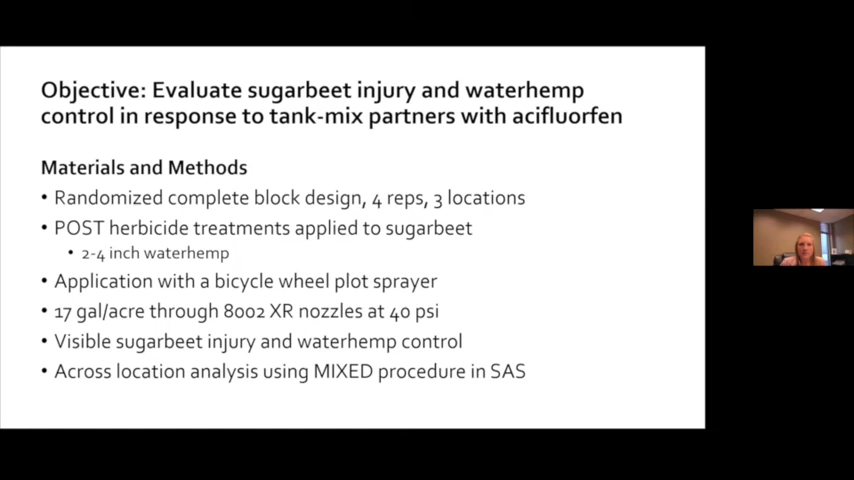 Objective: Evaluate sugarbeet injury and waterhemp
control in response to tank-mix partners with acifluorfen
Materials and Methods
• Randomized complete block design, 4 reps, 3 locations
• POST herbicide treatments applied to sugarbeet
• 2-4 inch waterhemp
• Application with a bicycle wheel plot sprayer
• 17 gal/acre through 8002 XR nozzles at 40 psi
• Visible sugarbeet injury and waterhemp control
• Across location analysis using MIXED procedure in SAS